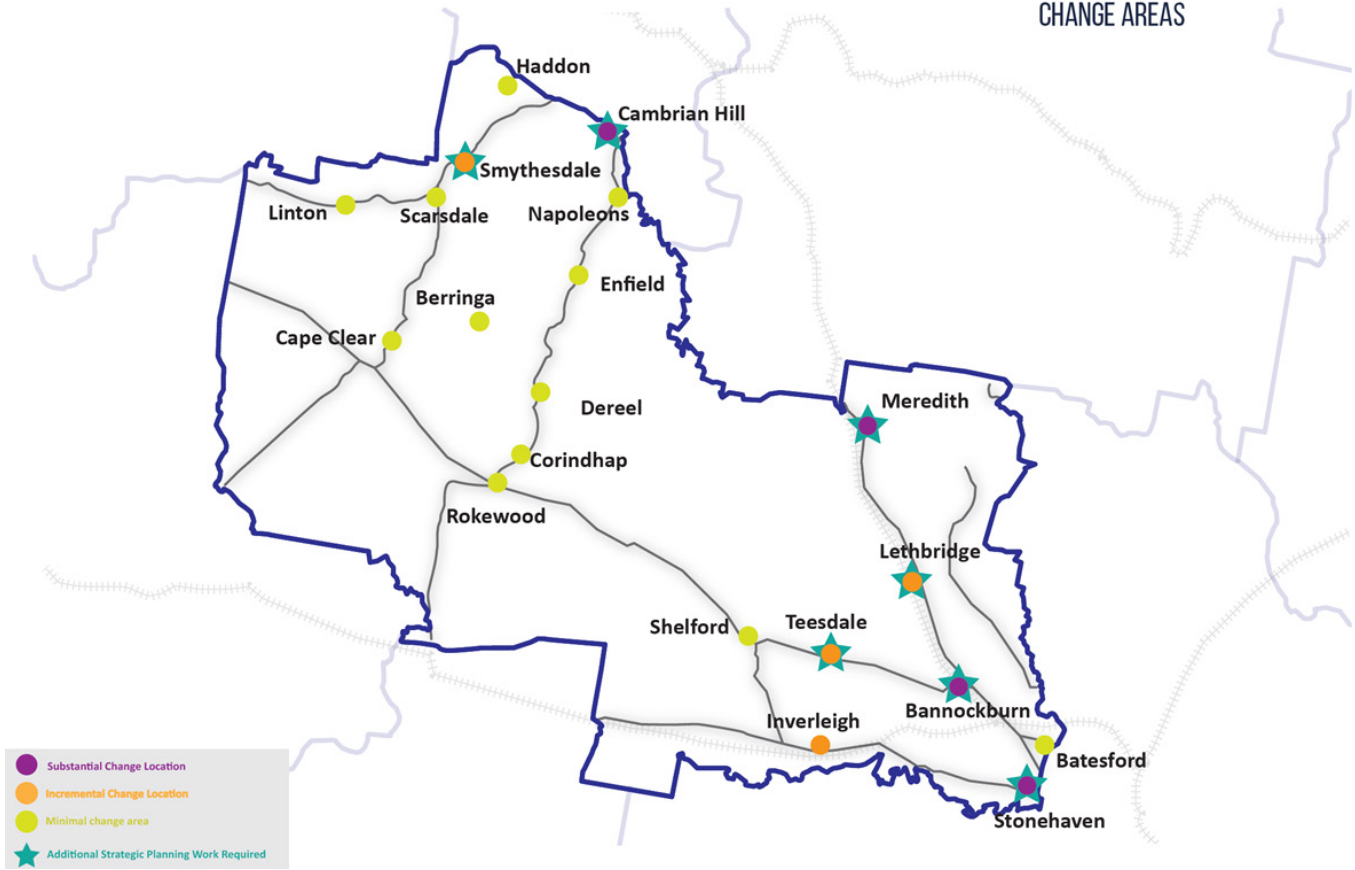 CHANGE AREAS
Haddon
Cambrian Hill
Smythesdale
Linton
Scarsdale
Napoleons
Enfield
Berringa
Cape Clear
Dereel
Meredith
Corindhap
Rokewood
Lethbridge
Shelford
Teesdale
Bannockburn
Inverleigh
Batesford
Stonehaven
Substantial Change Location
Incremental Change Location
Minimal change area
Additional Strategic Planning Work Required